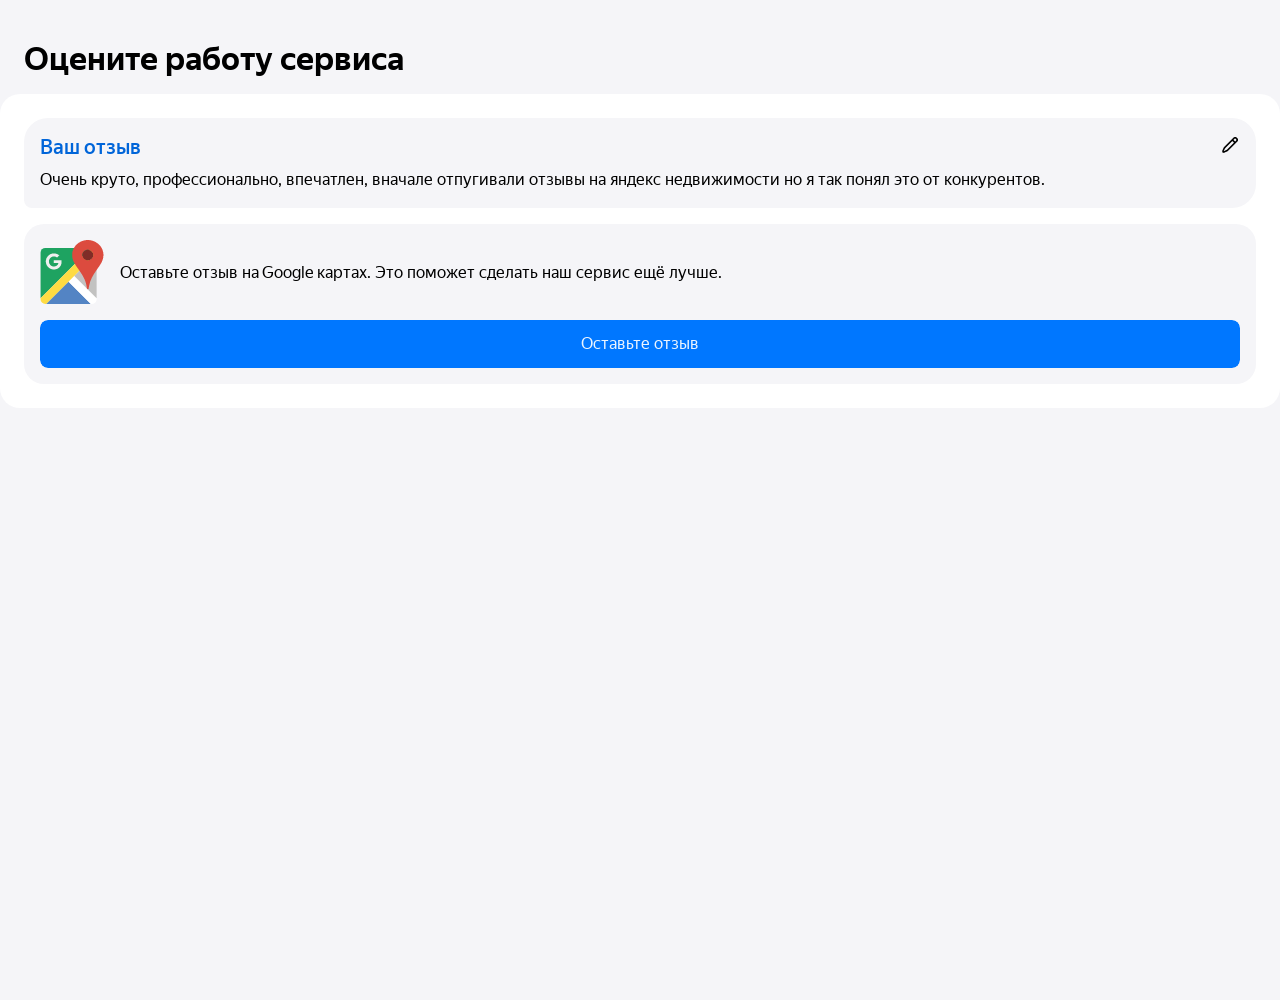 Оцените работу сервиса
Ваш отзыв
Очень круто, профессионально, впечатлен, вначале отпугивали отзывы на яндекс недвижимости но я так понял это от конкурентов.
G
Оставьте отзыв на Google картах. Это поможет сделать наш сервис ещё лучше.
Оставьте отзыв